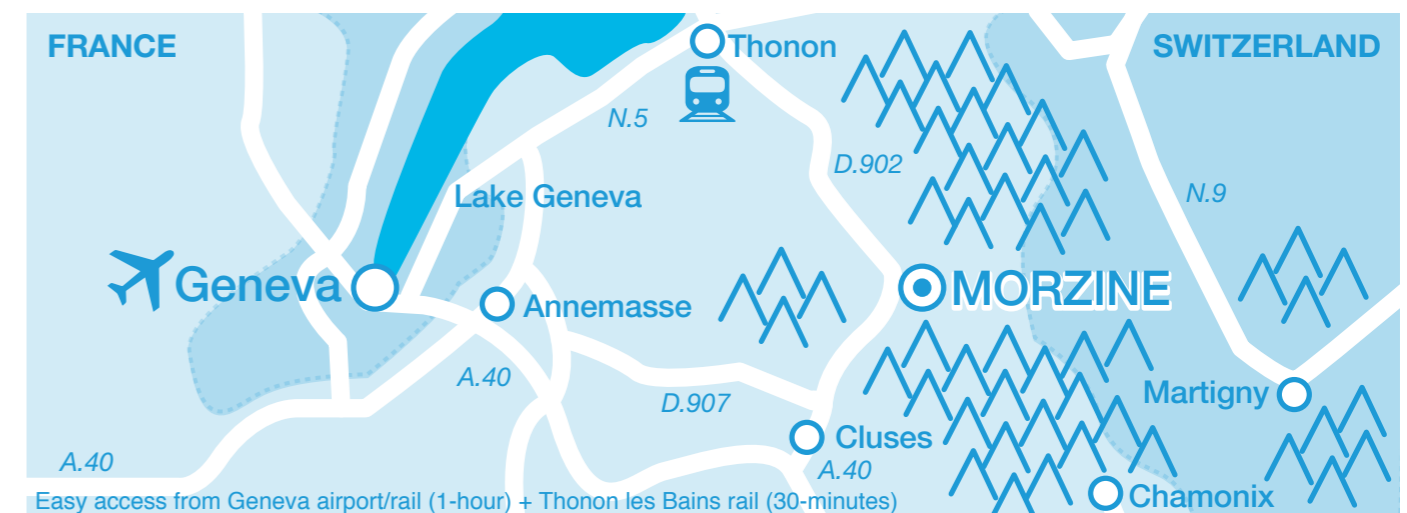 FRANCE
SWITZERLAND
Thonon
N.5
D.902
N.9
Lake Geneva
Geneva
MORZINE
Annemasse
A.40
D.907
Martigny
Cluses
A.40
A.40
Chamonix
Easy access from Geneva airport/rail (1-hour) + Thonon les Bains rail (30-minutes)